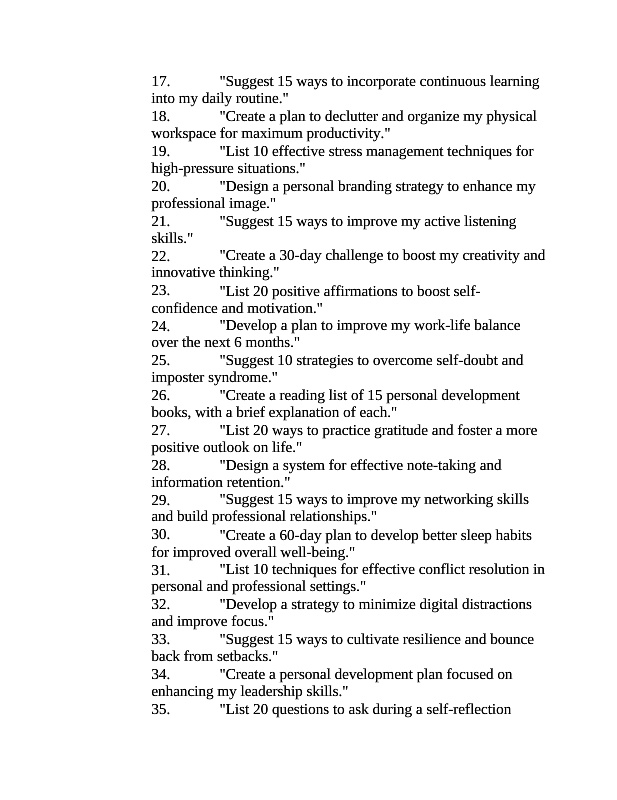 17. "Suggest 15 ways to incorporate continuous learning
into my daily routine."
18. "Create a plan to declutter and organize my physical
workspace for maximum productivity."
19. "List 10 effective stress management techniques for
high-pressure situations."
20. "Design a personal branding strategy to enhance my
professional image."
21. "Suggest 15 ways to improve my active listening
skills."
22. "Create a 30-day challenge to boost my creativity and
innovative thinking."
23. "List 20 positive affirmations to boost self-
confidence and motivation."
24. "Develop a plan to improve my work-life balance
over the next 6 months."
25. "Suggest 10 strategies to overcome self-doubt and
imposter syndrome."
26. "Create a reading list of 15 personal development
books, with a brief explanation of each."
27. "List 20 ways to practice gratitude and foster a more
positive outlook on life."
28. "Design a system for effective note-taking and
information retention."
29. "Suggest 15 ways to improve my networking skills
and build professional relationships."
30. "Create a 60-day plan to develop better sleep habits
for improved overall well-being."
31. "List 10 techniques for effective conflict resolution in
personal and professional settings."
32. "Develop a strategy to minimize digital distractions
and improve focus."
33. "Suggest 15 ways to cultivate resilience and bounce
back from setbacks."
34. "Create a personal development plan focused on
enhancing my leadership skills."
35. "List 20 questions to ask during a self-reflection